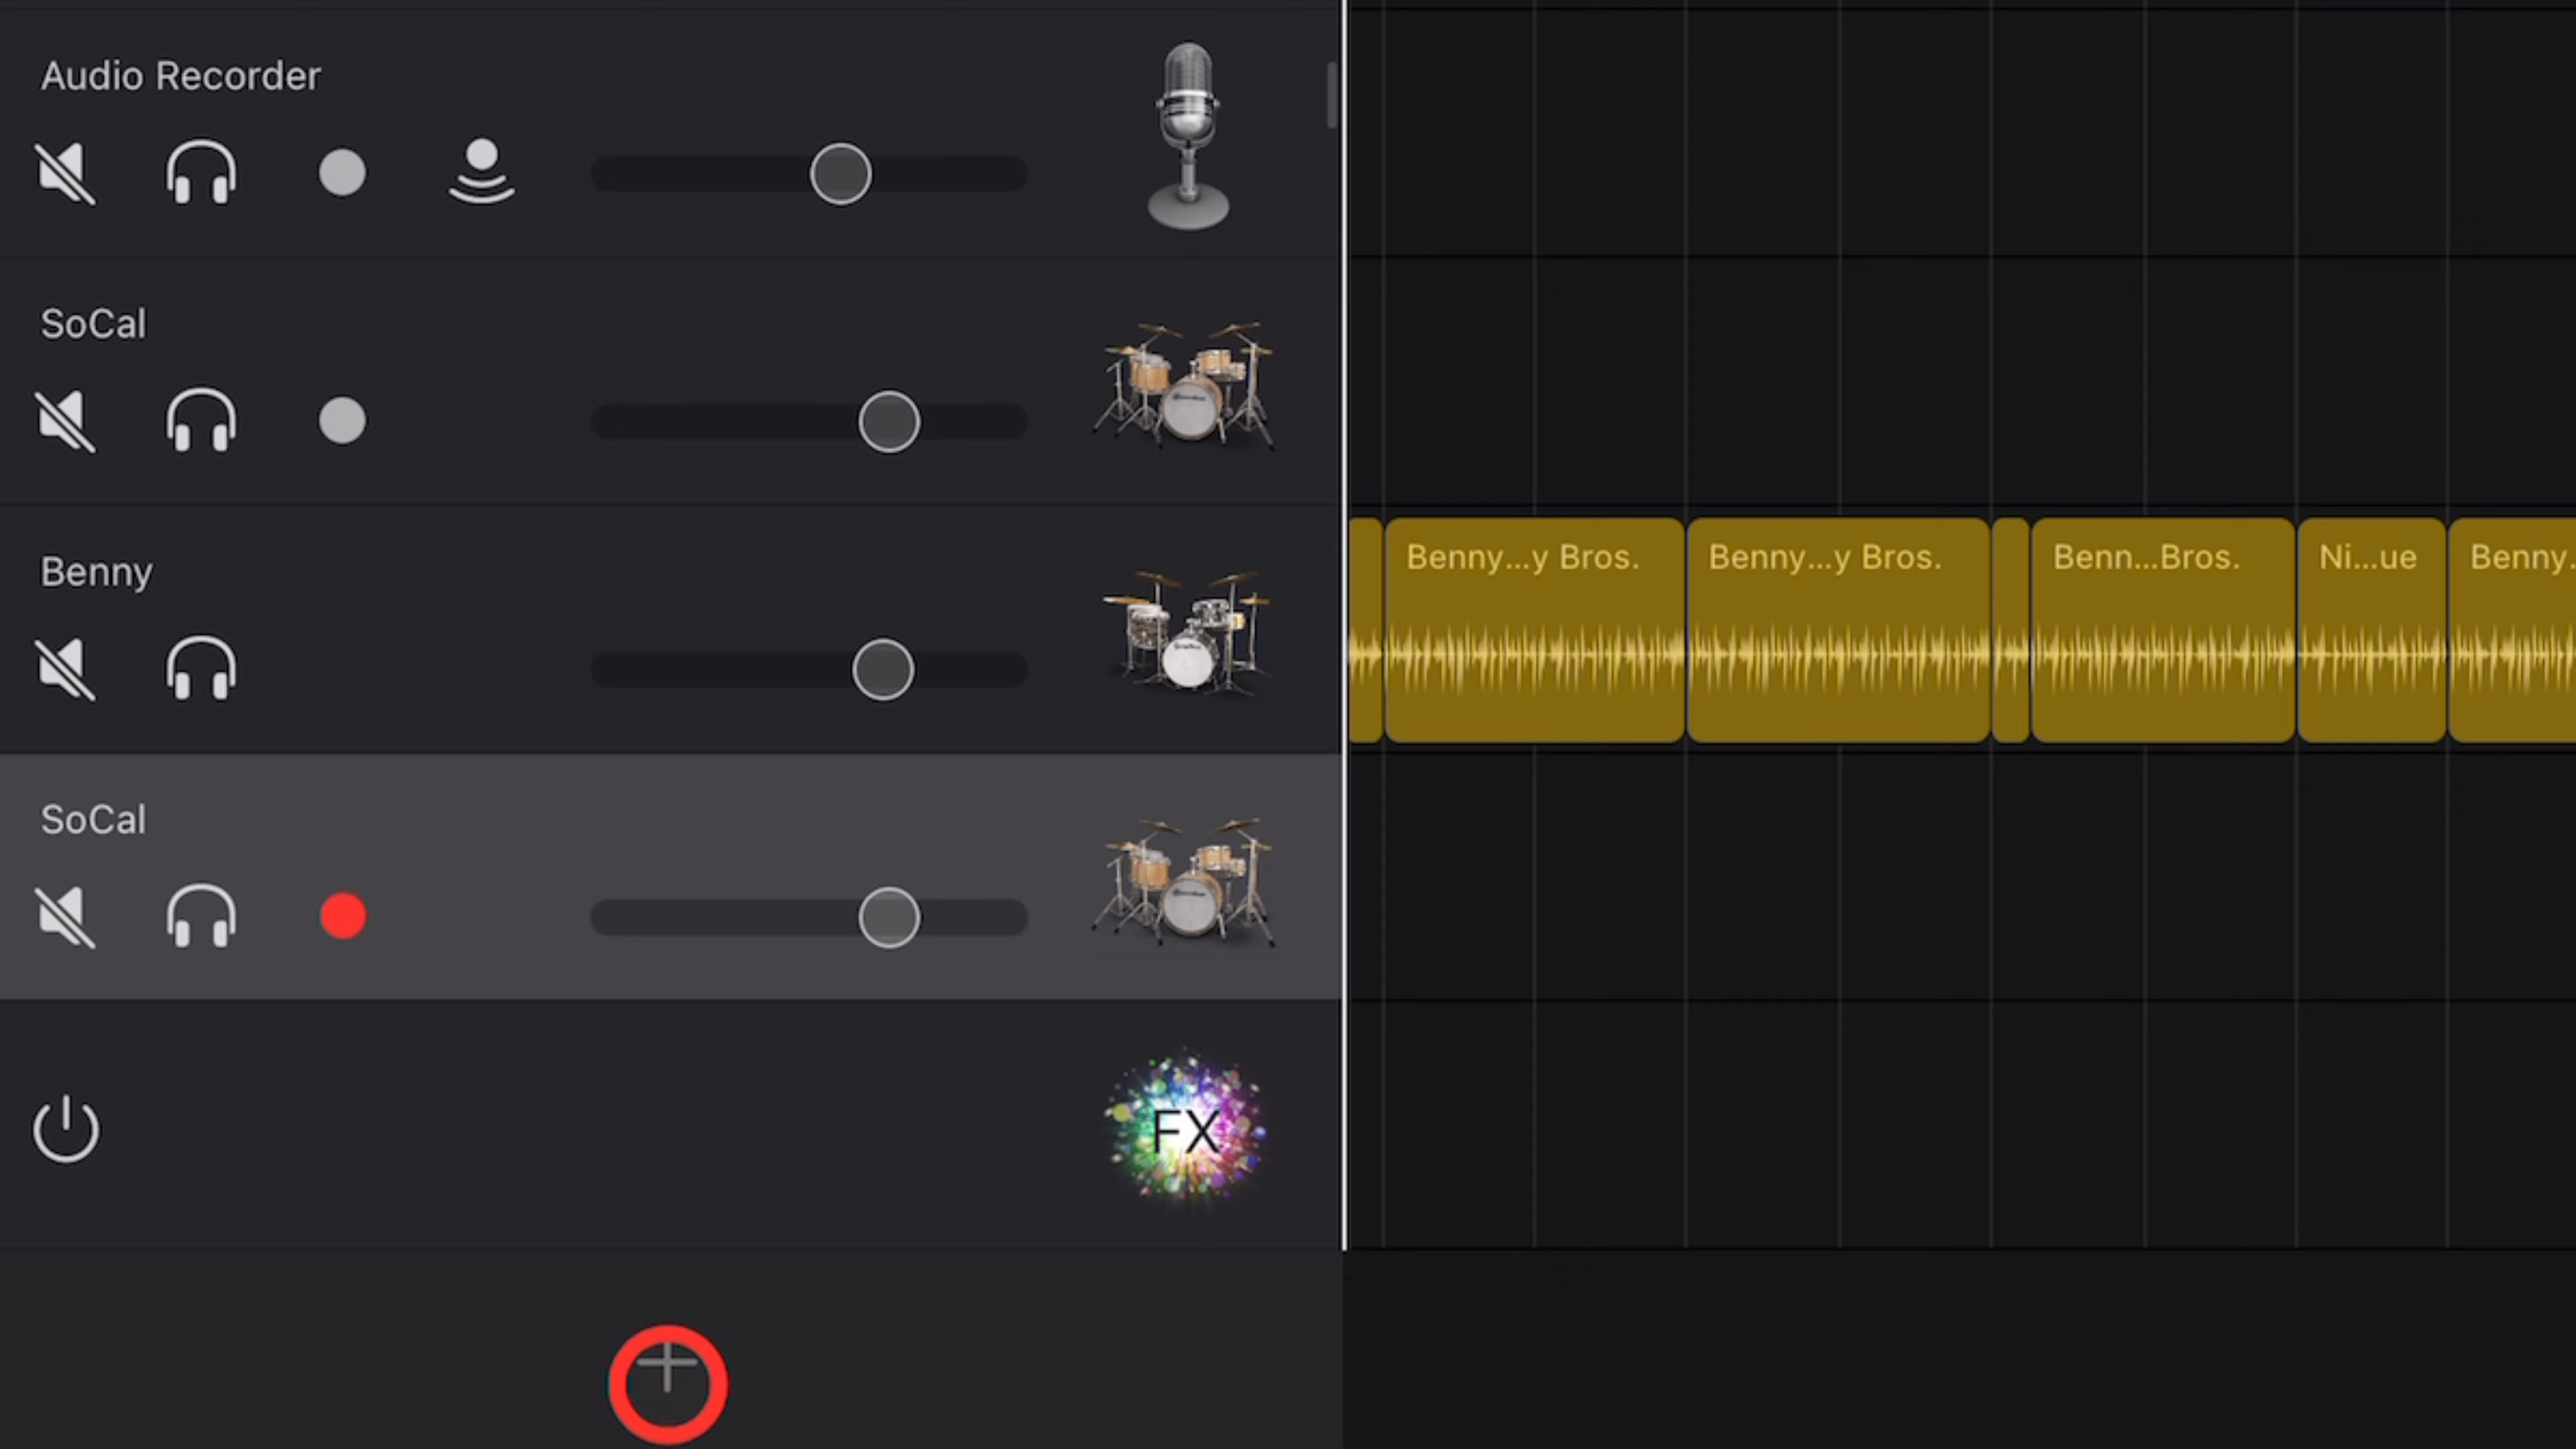 Audio Recorder
SoCal
Benny
Benny...y Bros.
Benny...y Bros.
Benn...Bros.
Ni...ue
Benny.
SoCal
FX